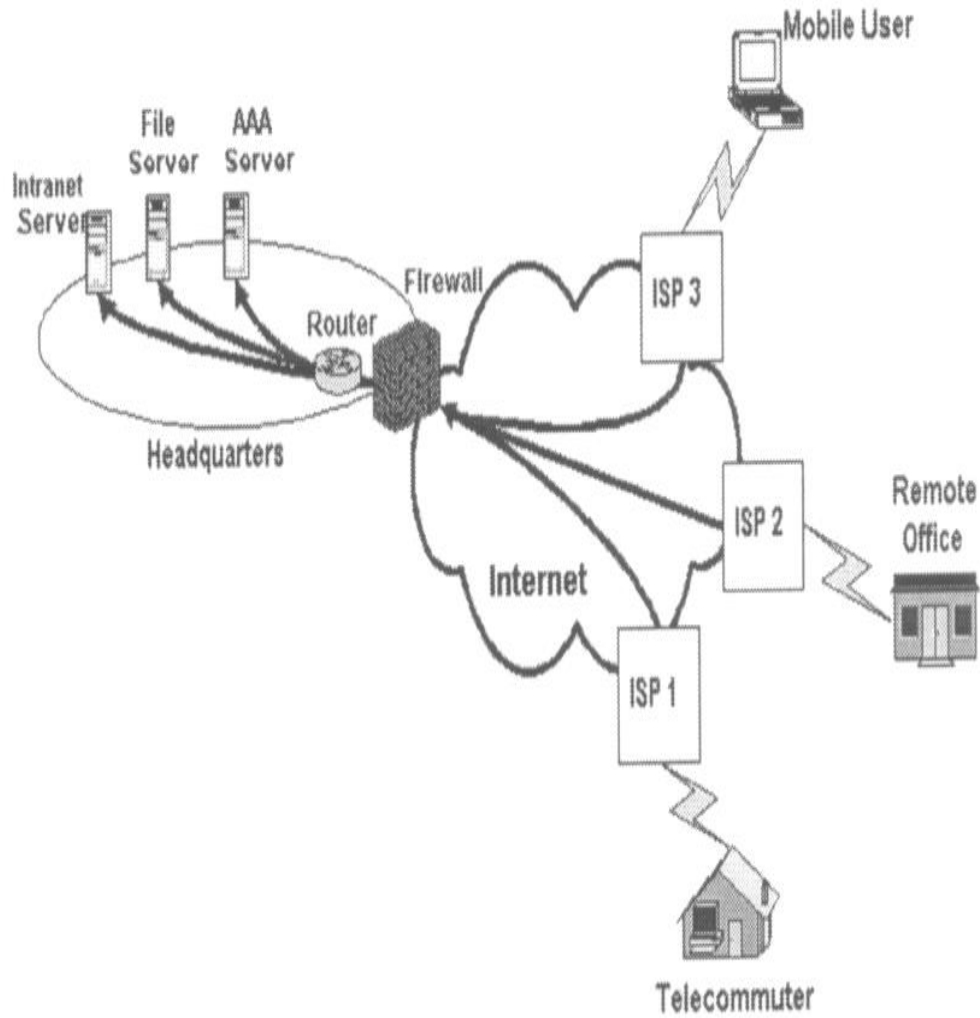 Mobile User
File
Server
AAA
Server
Intranet
Server
Firewall
ISP 3
Router
Headquarters
ISP 2
Remote
Office
Internet
ISP 1
Telecommuter